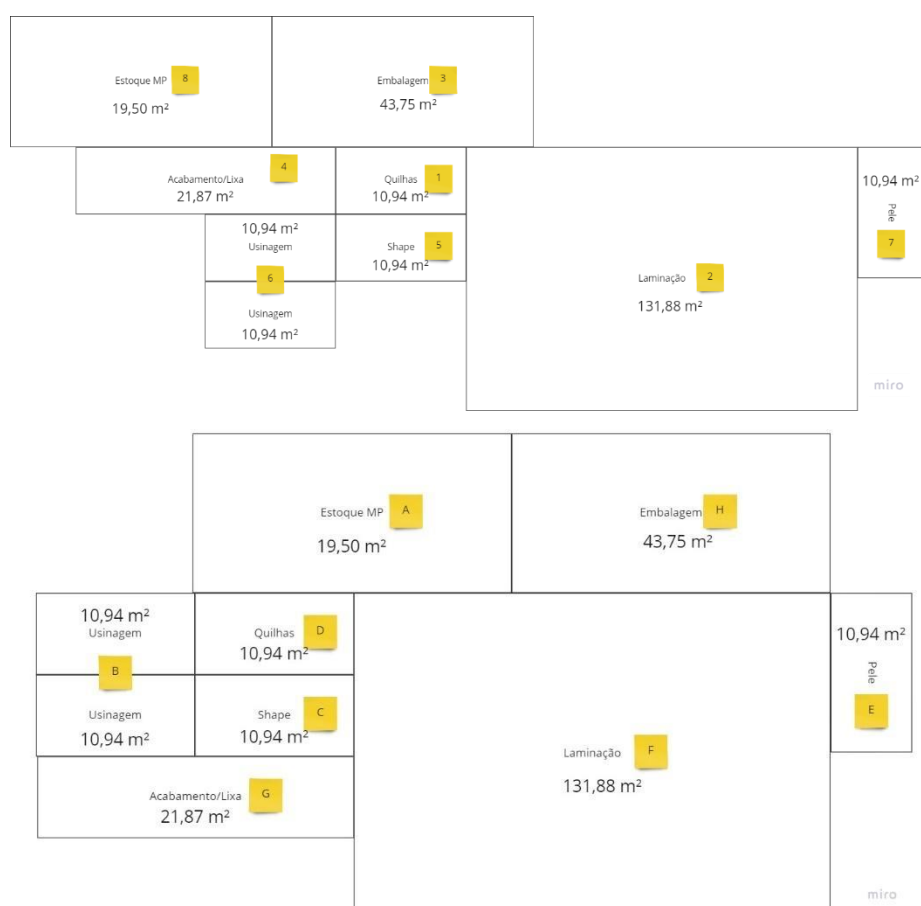 Estoque MP 8
19,50 m²
Embalagem 3
43,75 m²
4
Acabamento/Lixa
21,87 m²
Quilhas 1
10,94 m²
10,94 m²
Pele
7
10,94 m²
Usinagem
6
Usinagem
10,94 m²
Shape 5
10,94 m²
Laminação 2
131,88 m²
miro
Estoque MP A
19,50 m²
Embalagem H
43,75 m²
10,94 m²
Usinagem
B
Usinagem
10,94 m²
Quilhas D
10,94 m²
Shape C
10,94 m²
10,94 m²
Pele
E
Laminação F
131,88 m²
Acabamento/Lixa G
21,87 m²
miro